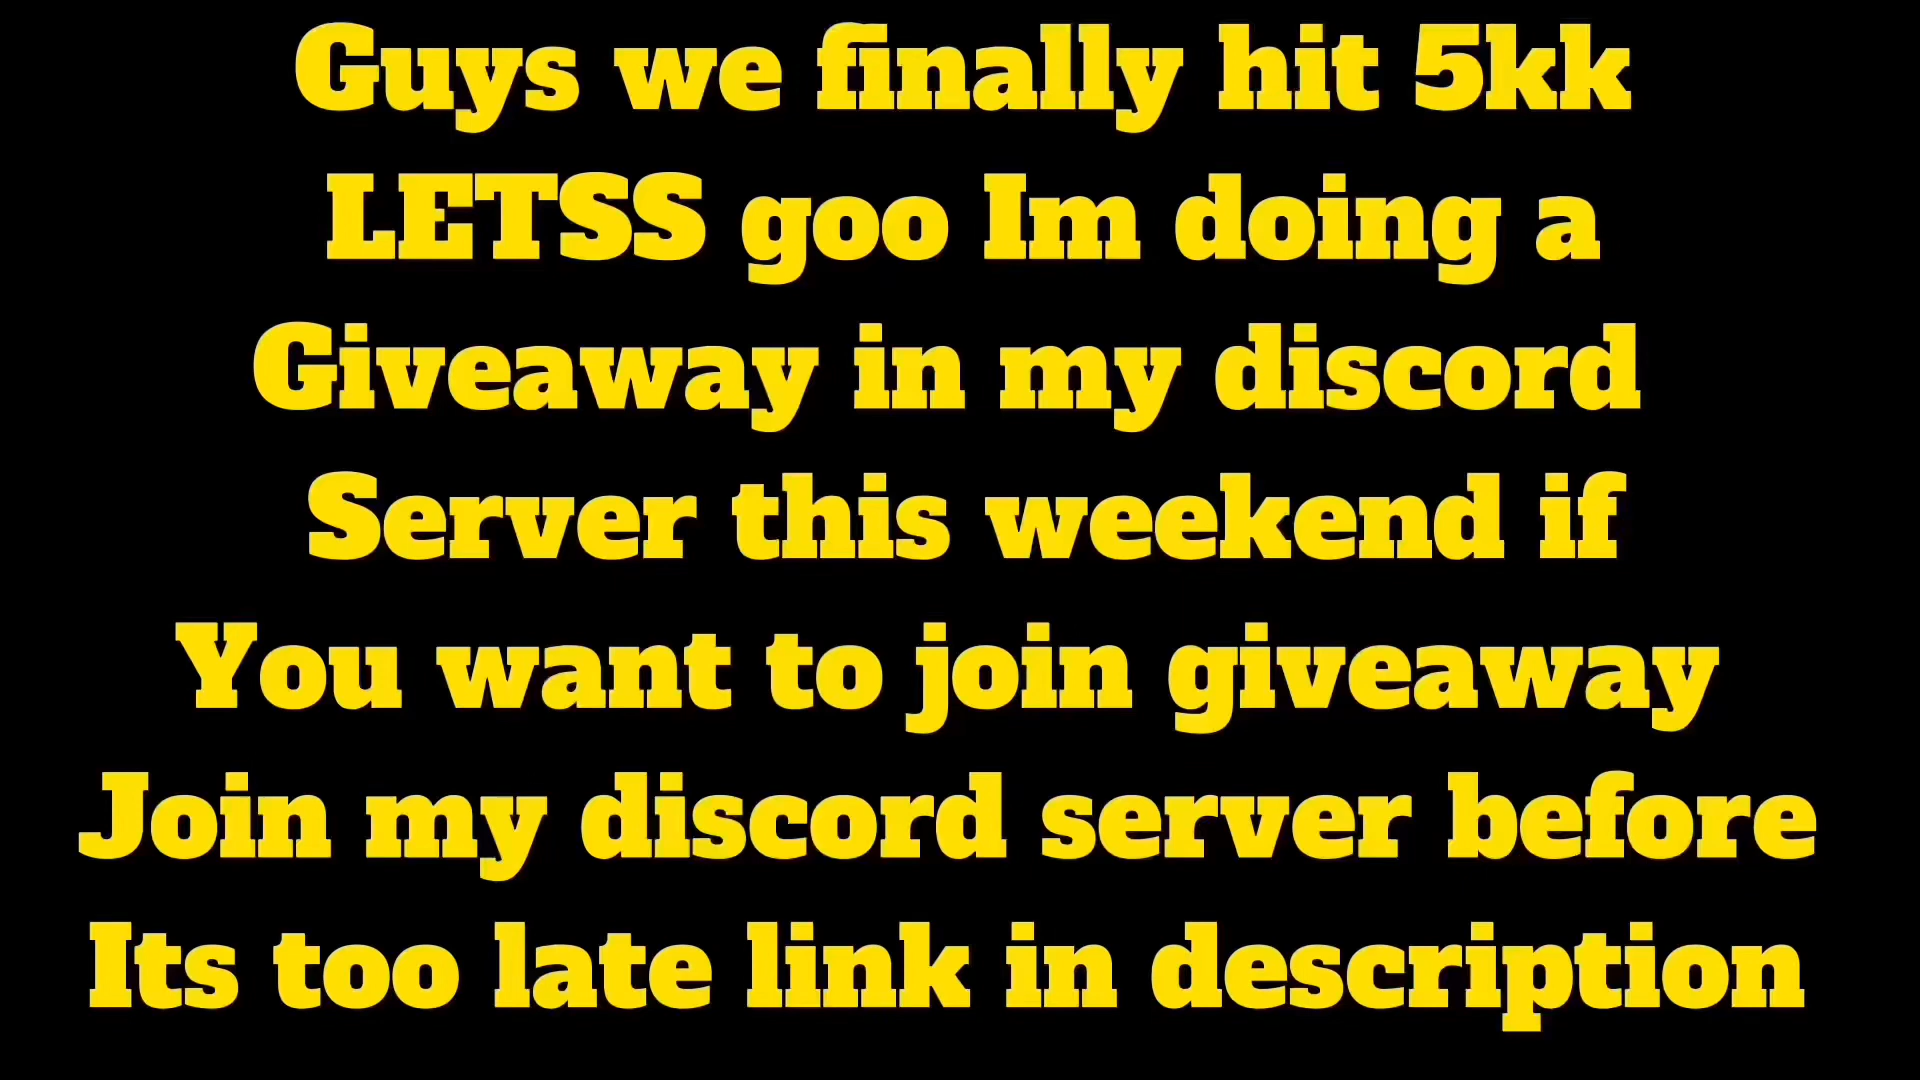 Guys we finally hit 5kk
LETSS goo Im doing a
Giveaway in my discord
Server this weekend if
You want to join giveaway
Join my discord server before
Its too late link in description